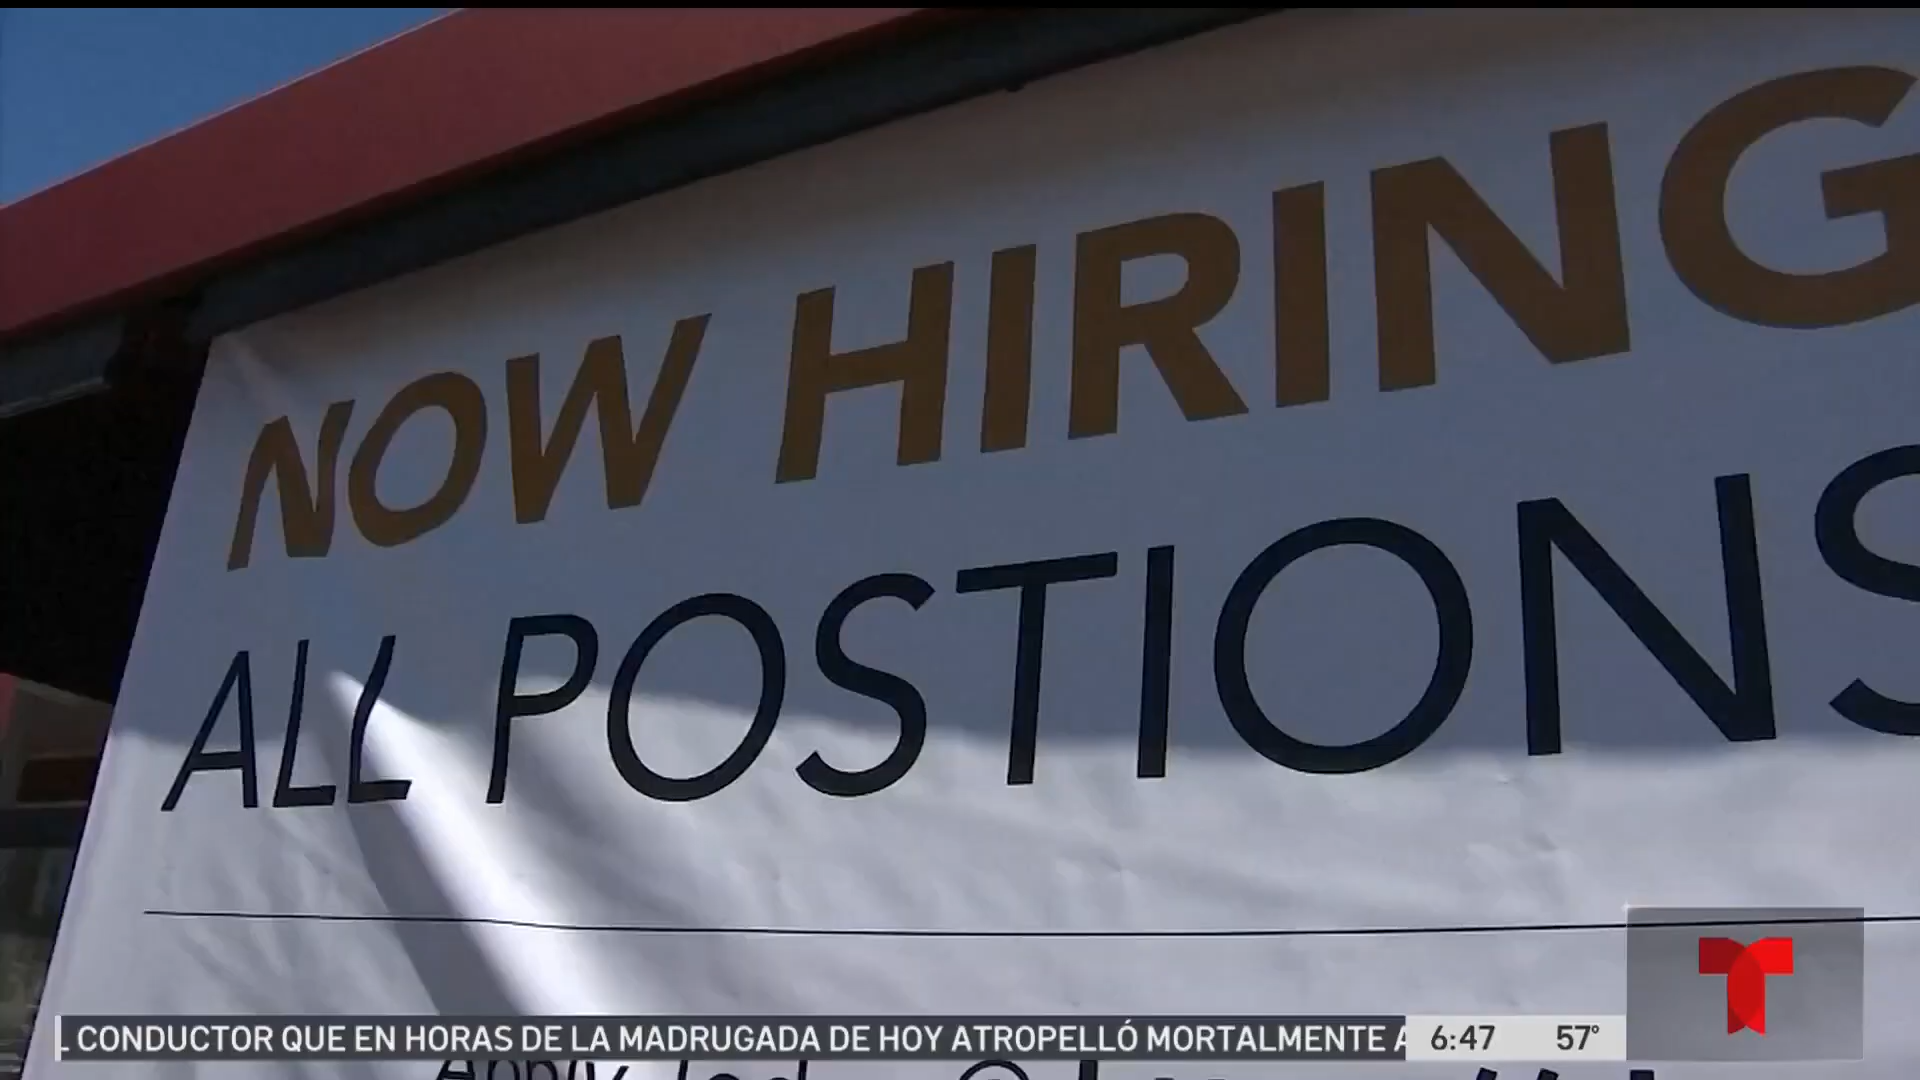 NOW HIRING
ALL POSTIONS
L CONDUCTOR QUE EN HORAS DE LA MADRUGADA DE HOY ATROPELLÓ MORTALMENTE A
6:47 57°